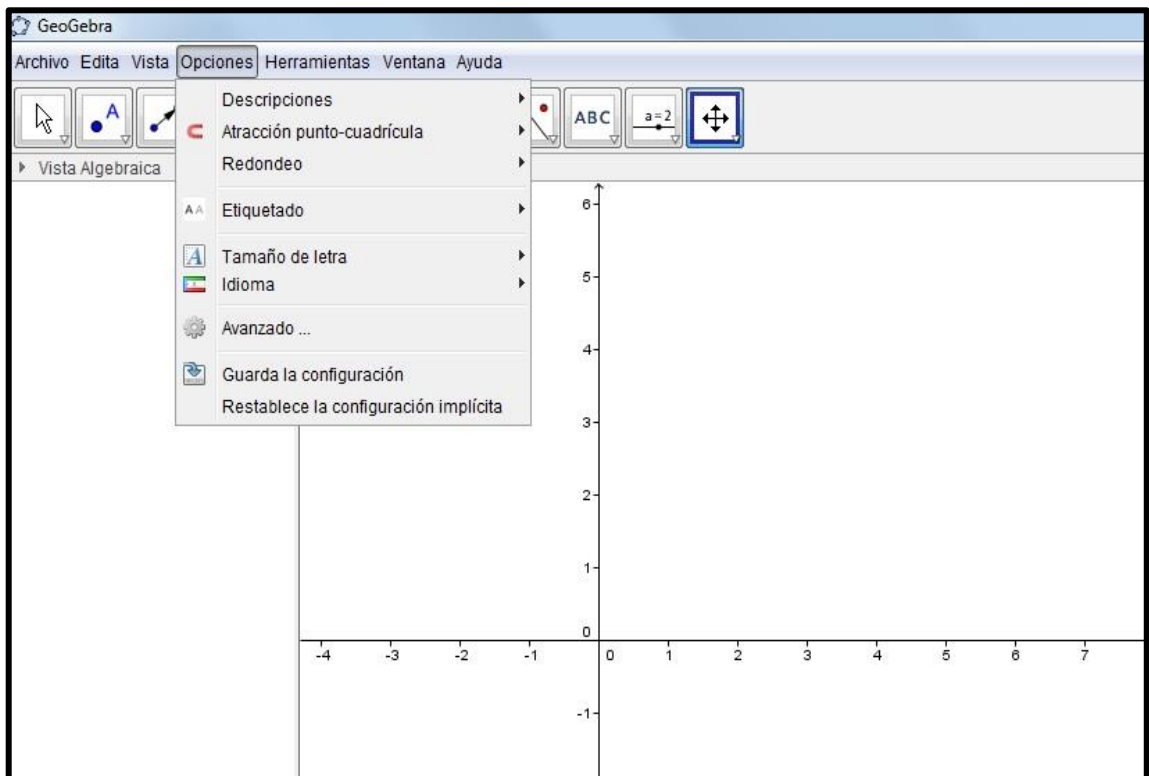 GeoGebra
Archivo Edita Vista Opciones Herramientas Ventana Ayuda
A ABC a=2
Vista Algebraica
Descripciones
Atracción punto-cuadrícula
Redondeo
AA Etiquetado
A Tamaño de letra
Idioma
Avanzado ...
Guarda la configuración
Restablece la configuración implícita
6
5
4
3
2
1
0
-4 -3 -2 -1 0 1 2 3 4 5 6 7
-1